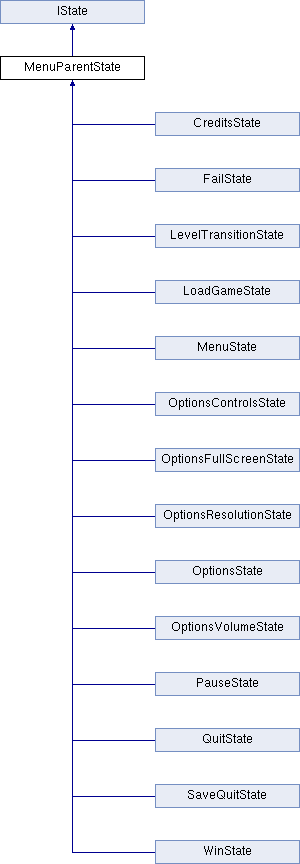 IState
MenuParentState
CreditsState
FailState
LevelTransitionState
LoadGameState
MenuState
OptionsControlsState
OptionsFullScreenState
OptionsResolutionState
OptionsState
OptionsVolumeState
PauseState
QuitState
SaveQuitState
WinState